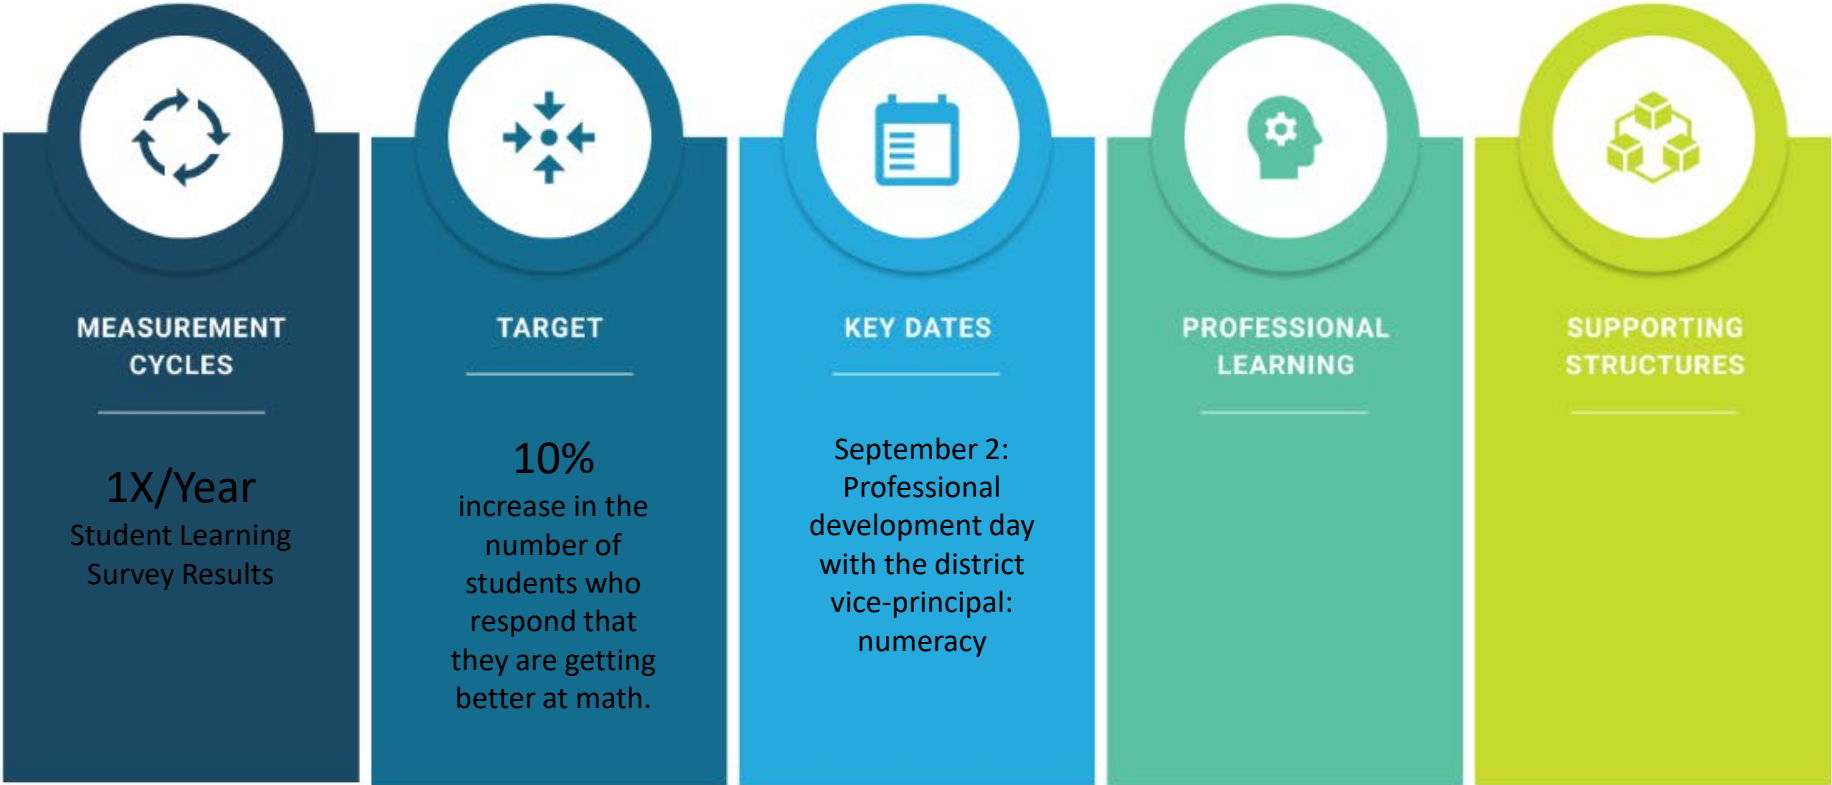 MEASUREMENT
CYCLES
1X/Year
Student Learning
Survey Results
TARGET
10%
increase in the
number of
students who
respond that
they are getting
better at math.
KEY DATES
September 2:
Professional
development day
with the district
vice-principal:
numeracy
PROFESSIONAL
LEARNING
SUPPORTING
STRUCTURES